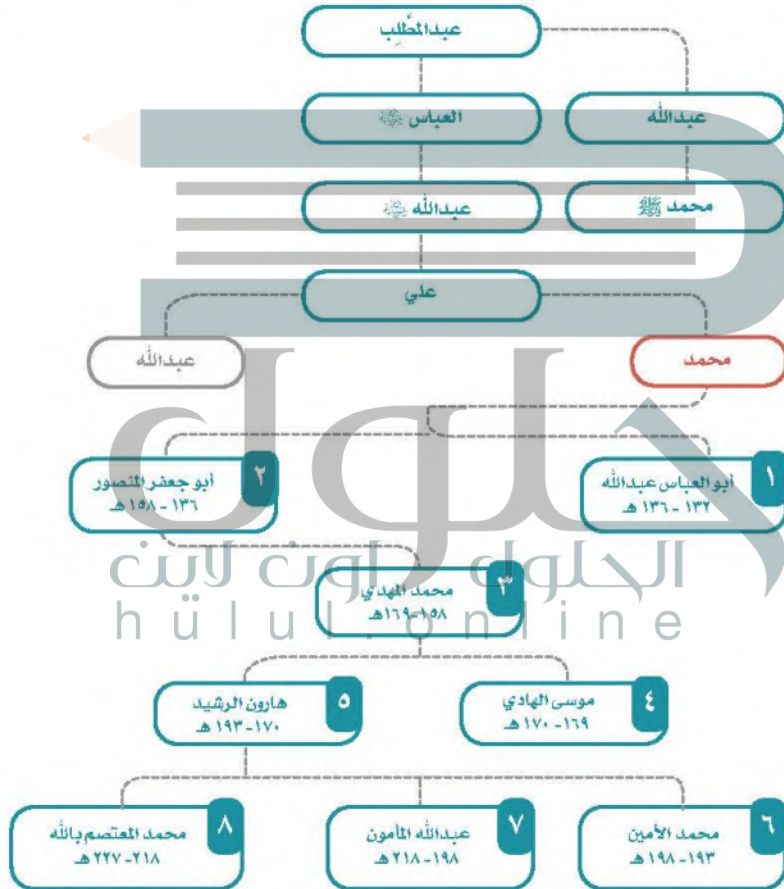 عبدالمطَّلِب
عبدالله
العباس ﵁
محمد ﷺ
عبدالله ﵁
علي
محمد
عبدالله
١
أبو العباس عبدالله
١٣٢ - ١٣٦ هـ
٢
أبو جعفر المنصور
١٣٦ - ١٥٨ هـ
٣
محمد المهدي
١٥٨-١٦٩هـ
٤
موسى الهادي
١٦٩- ١٧٠ هـ
٥
هارون الرشيد
١٧٠-١٩٣ هـ
٦
محمد الأمين
١٩٣-١٩٨ هـ
٧
عبدالله المأمون
١٩٨-٢١٨ هـ
٨
محمد المعتصم بالله
٢١٨-٢٢٧ هـ
حلول
الحلول اون لاين
hulul.online